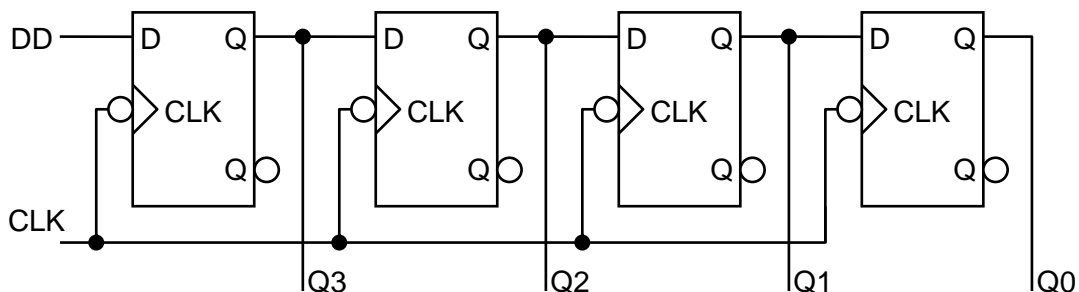 DD D Q D Q D Q D Q
CLK CLK CLK CLK
Q Q Q Q
CLK
Q3 Q2 Q1 Q0